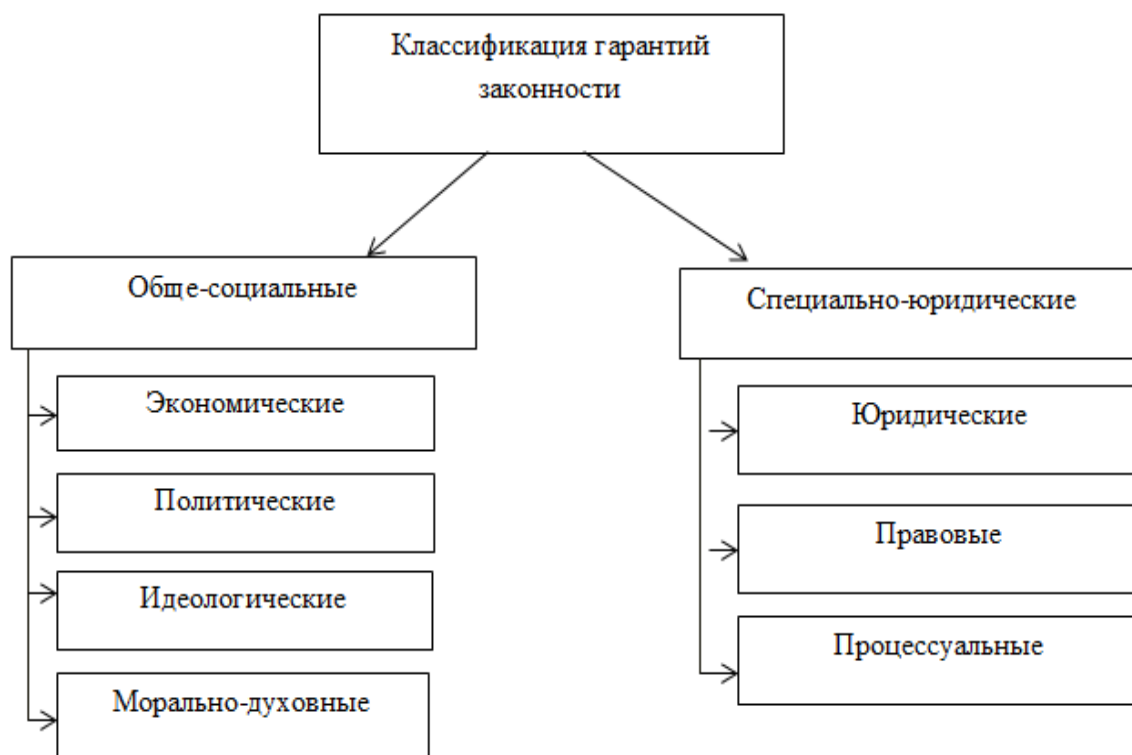 Классификация гарантий
законности
Обще-социальные
Экономические
Политические
Идеологические
Морально-духовные
Специально-юридические
Юридические
Правовые
Процессуальные